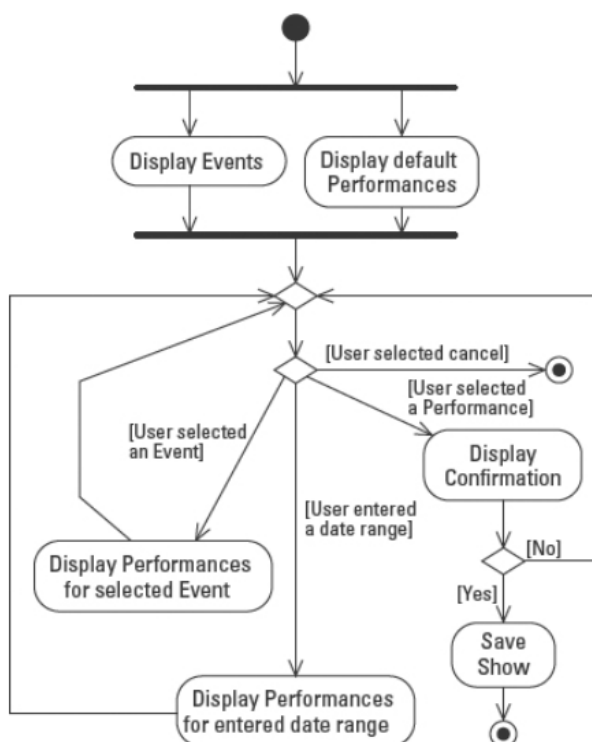 Display Events
Display default
Performances
[User selected cancel]
[User selected
a Performance]
[User selected
an Event]
Display
Confirmation
[User entered
a date range]
[No]
Display Performances
for selected Event
[Yes]
Save
Show
Display Performances
for entered date range